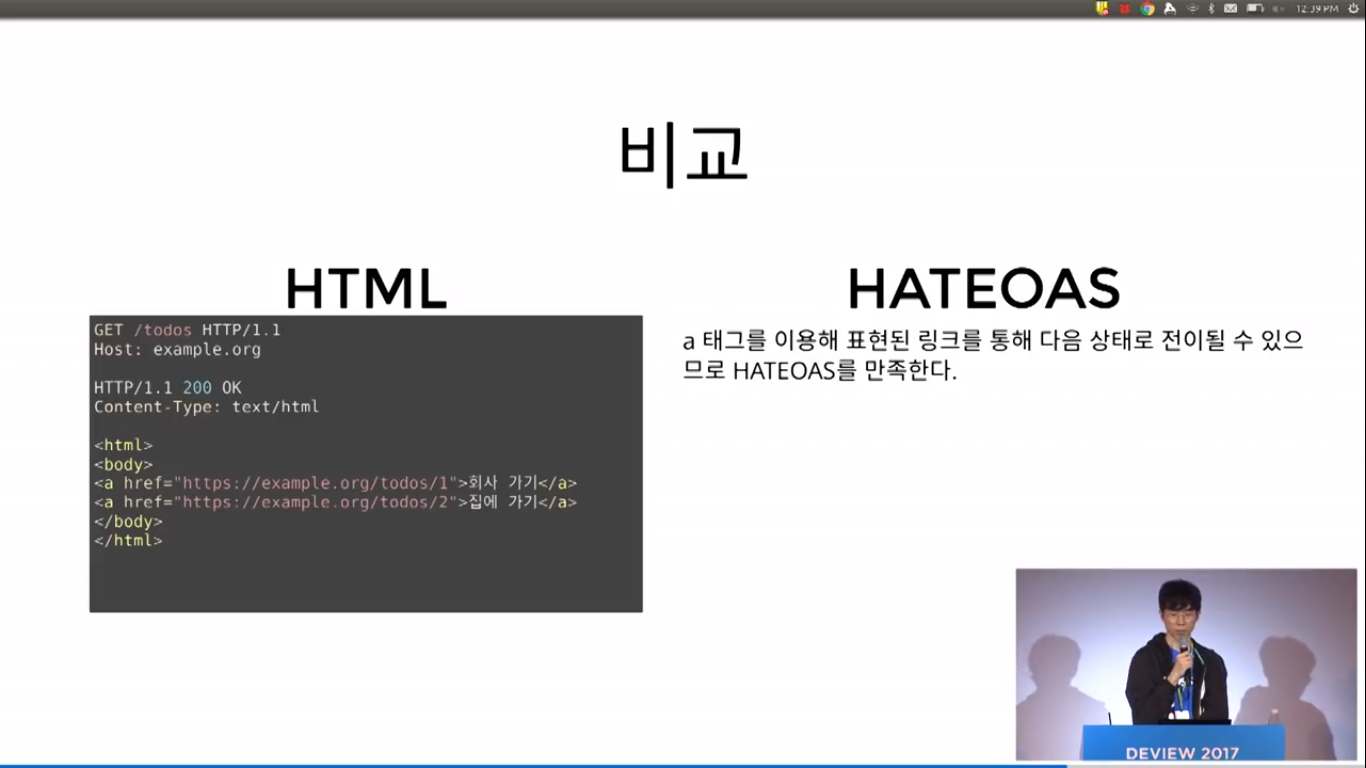 12:39 PM
비교
HTML
GET /todos HTTP/1.1
Host: example.org
HTTP/1.1 200 OK
Content-Type: text/html
<html>
<body>
<a href="https://example.org/todos/1">회사 가기</a>
<a href="https://example.org/todos/2">집에 가기</a>
</body>
</html>
HATEOAS
a 태그를 이용해 표현된 링크를 통해 다음 상태로 전이될 수 있으
므로 HATEOAS를 만족한다.
DEVIEW 2017